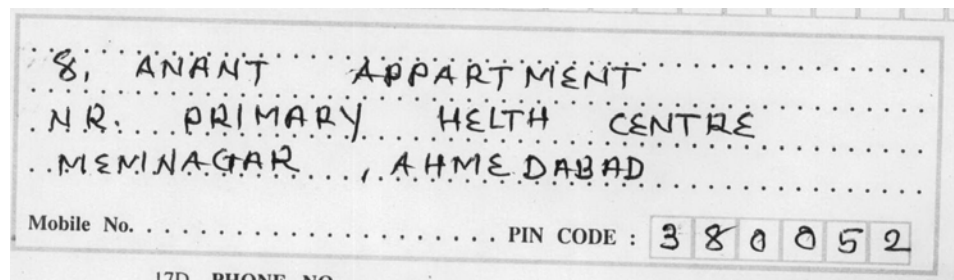 8, ANANT APPARTMENT
NR. PRIMARY HELTH CENTRE
MEMNAGAR, AHMEDABAD
Mobile No. PIN CODE : 380052
17D PHONE NO